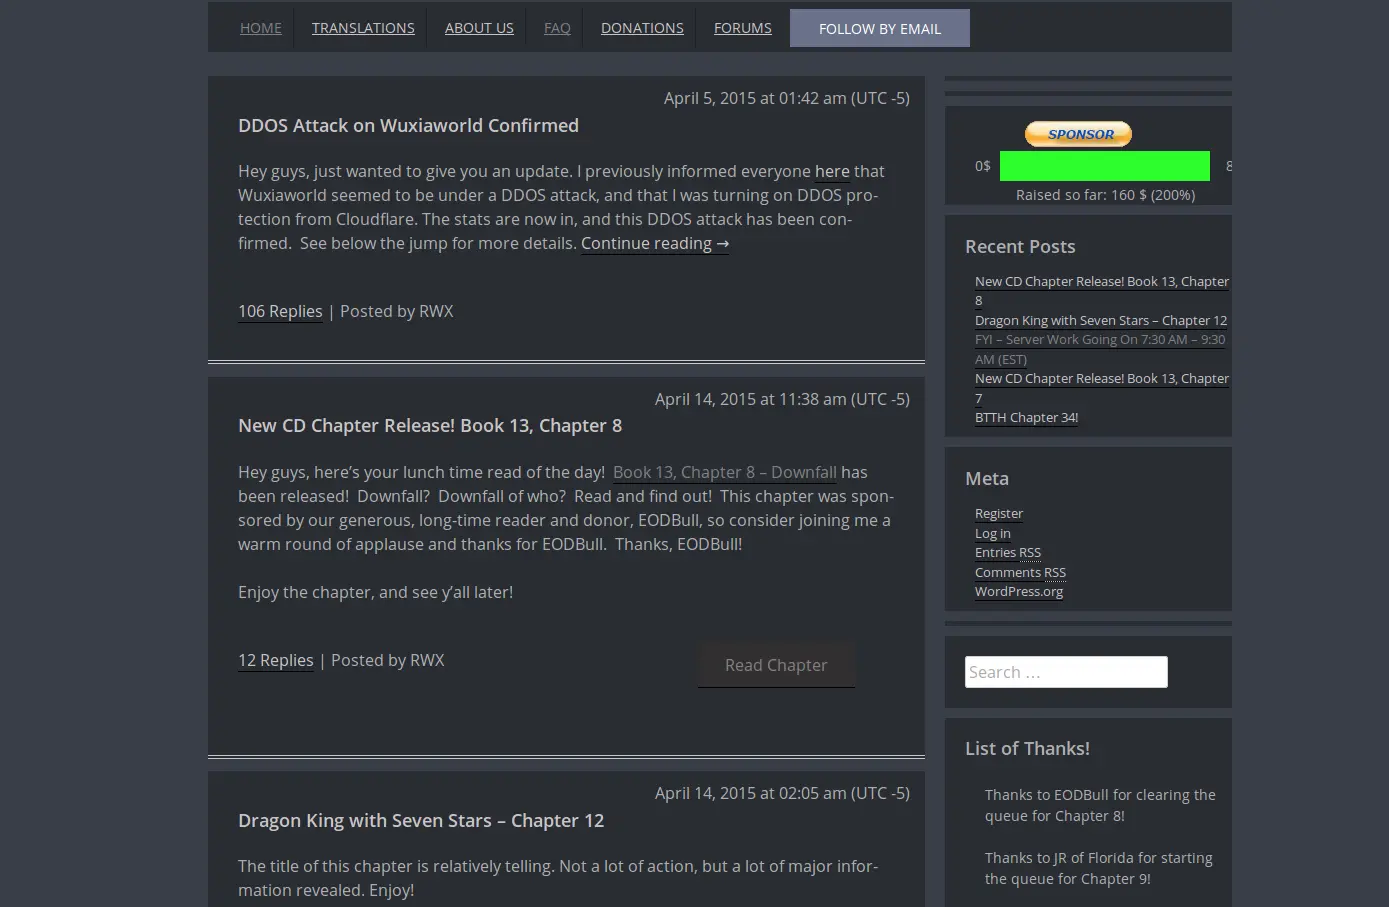 HOME
TRANSLATIONS
ABOUT US
FAQ
DONATIONS
FORUMS
FOLLOW BY EMAIL
April 5, 2015 at 01:42 am (UTC -5)
DDOS Attack on Wuxiaworld Confirmed
Hey guys, just wanted to give you an update. I previously informed everyone here that
Wuxiaworld seemed to be under a DDOS attack, and that I was turning on DDOS pro-
tection from Cloudflare. The stats are now in, and this DDOS attack has been con-
firmed.  See below the jump for more details. Continue reading →
106 Replies | Posted by RWX
April 14, 2015 at 11:38 am (UTC -5)
New CD Chapter Release! Book 13, Chapter 8
Hey guys, here’s your lunch time read of the day!  Book 13, Chapter 8 – Downfall has
been released!  Downfall?  Downfall of who?  Read and find out!  This chapter was spon-
sored by our generous, long-time reader and donor, EODBull, so consider joining me a
warm round of applause and thanks for EODBull.  Thanks, EODBull!
Enjoy the chapter, and see y’all later!
12 Replies | Posted by RWX
Read Chapter
April 14, 2015 at 02:05 am (UTC -5)
Dragon King with Seven Stars – Chapter 12
The title of this chapter is relatively telling. Not a lot of action, but a lot of major infor-
mation revealed. Enjoy!
SPONSOR
0$
8
Raised so far: 160 $ (200%)
Recent Posts
New CD Chapter Release! Book 13, Chapter
8
Dragon King with Seven Stars – Chapter 12
FYI – Server Work Going On 7:30 AM – 9:30
AM (EST)
New CD Chapter Release! Book 13, Chapter
7
BTTH Chapter 34!
Meta
Register
Log in
Entries RSS
Comments RSS
WordPress.org
Search …
List of Thanks!
Thanks to EODBull for clearing the
queue for Chapter 8!
Thanks to JR of Florida for starting
the queue for Chapter 9!